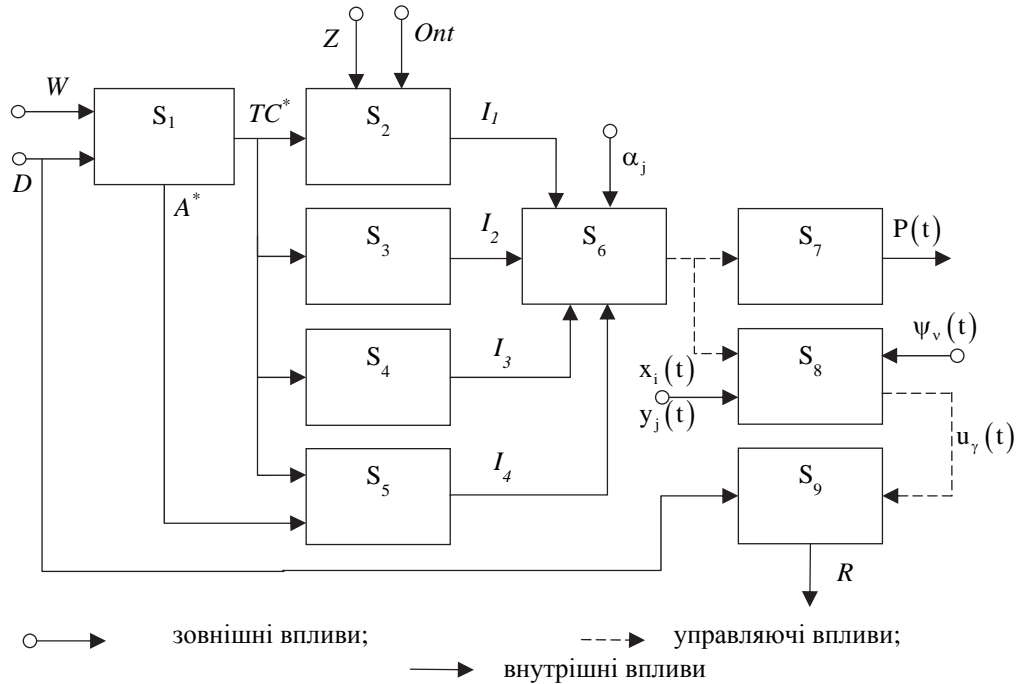 Z
Ont
W
S₁
TC*
S₂
I₁
D
A*
αⱼ
S₃
I₂
S₆
S₇
P(t)
S₄
I₃
xᵢ(t)
yⱼ(t)
S₈
ψᵥ(t)
S₅
I₄
S₉
uᵧ(t)
R
зовнішні впливи;
управляючі впливи;
внутрішні впливи